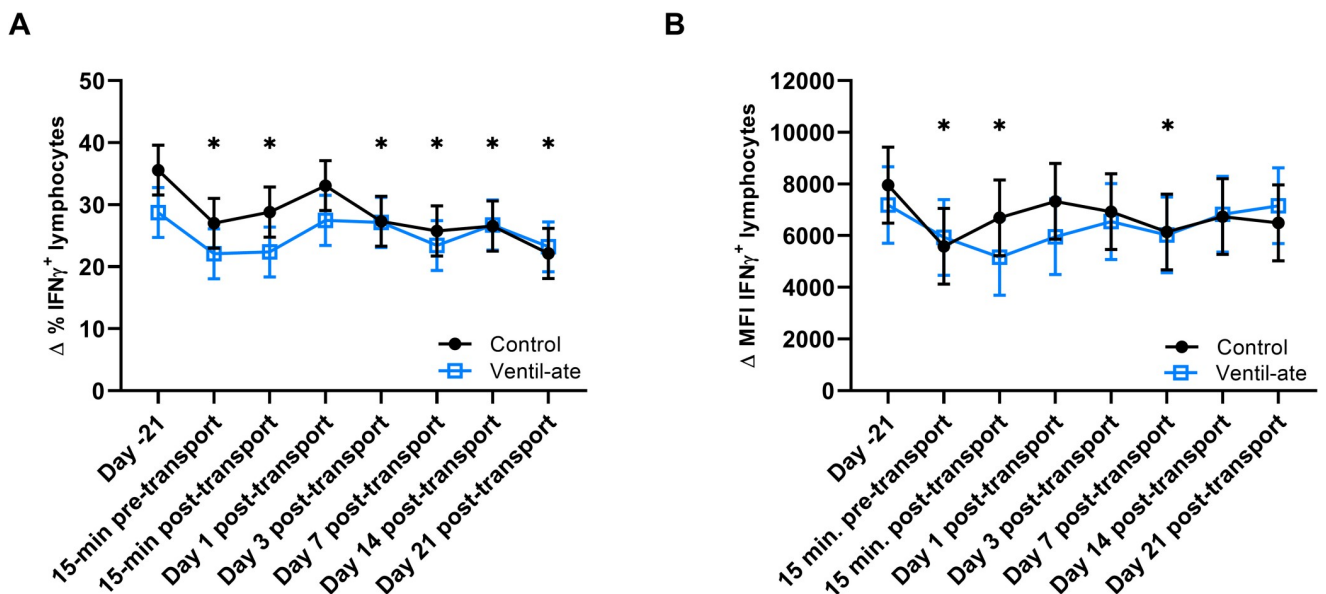 A
Δ % IFNγ+ lymphocytes
50
40
30
20
10
0
* * * * * *
Control
Ventil-ate
Day -21
15-min pre-transport
15-min post-transport
Day 1 post-transport
Day 3 post-transport
Day 7 post-transport
Day 14 post-transport
Day 21 post-transport
B
Δ MFI IFNγ+ lymphocytes
12000
10000
8000
6000
4000
2000
0
* * *
Control
Ventil-ate
Day -21
15 min. pre-transport
15 min. post-transport
Day 1 post-transport
Day 3 post-transport
Day 7 post-transport
Day 14 post-transport
Day 21 post-transport